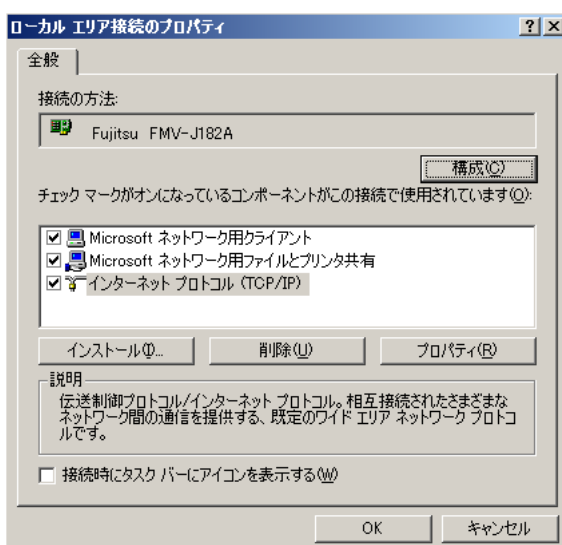 ローカル エリア接続のプロパティ
全般
接続の方法:
Fujitsu FMV-J182A
構成(C)
チェック マークがオンになっているコンポーネントがこの接続で使用されています(O):
Microsoft ネットワーク用クライアント
Microsoft ネットワーク用ファイルとプリンタ共有
インターネット プロトコル (TCP/IP)
インストール(I)... 削除(U) プロパティ(R)
説明
伝送制御プロトコル/インターネット プロトコル。相互接続されたさまざまな
ネットワーク間の通信を提供する、既定のワイド エリア ネットワーク プロトコ
ルです。
接続時にタスク バーにアイコンを表示する(W)
OK キャンセル